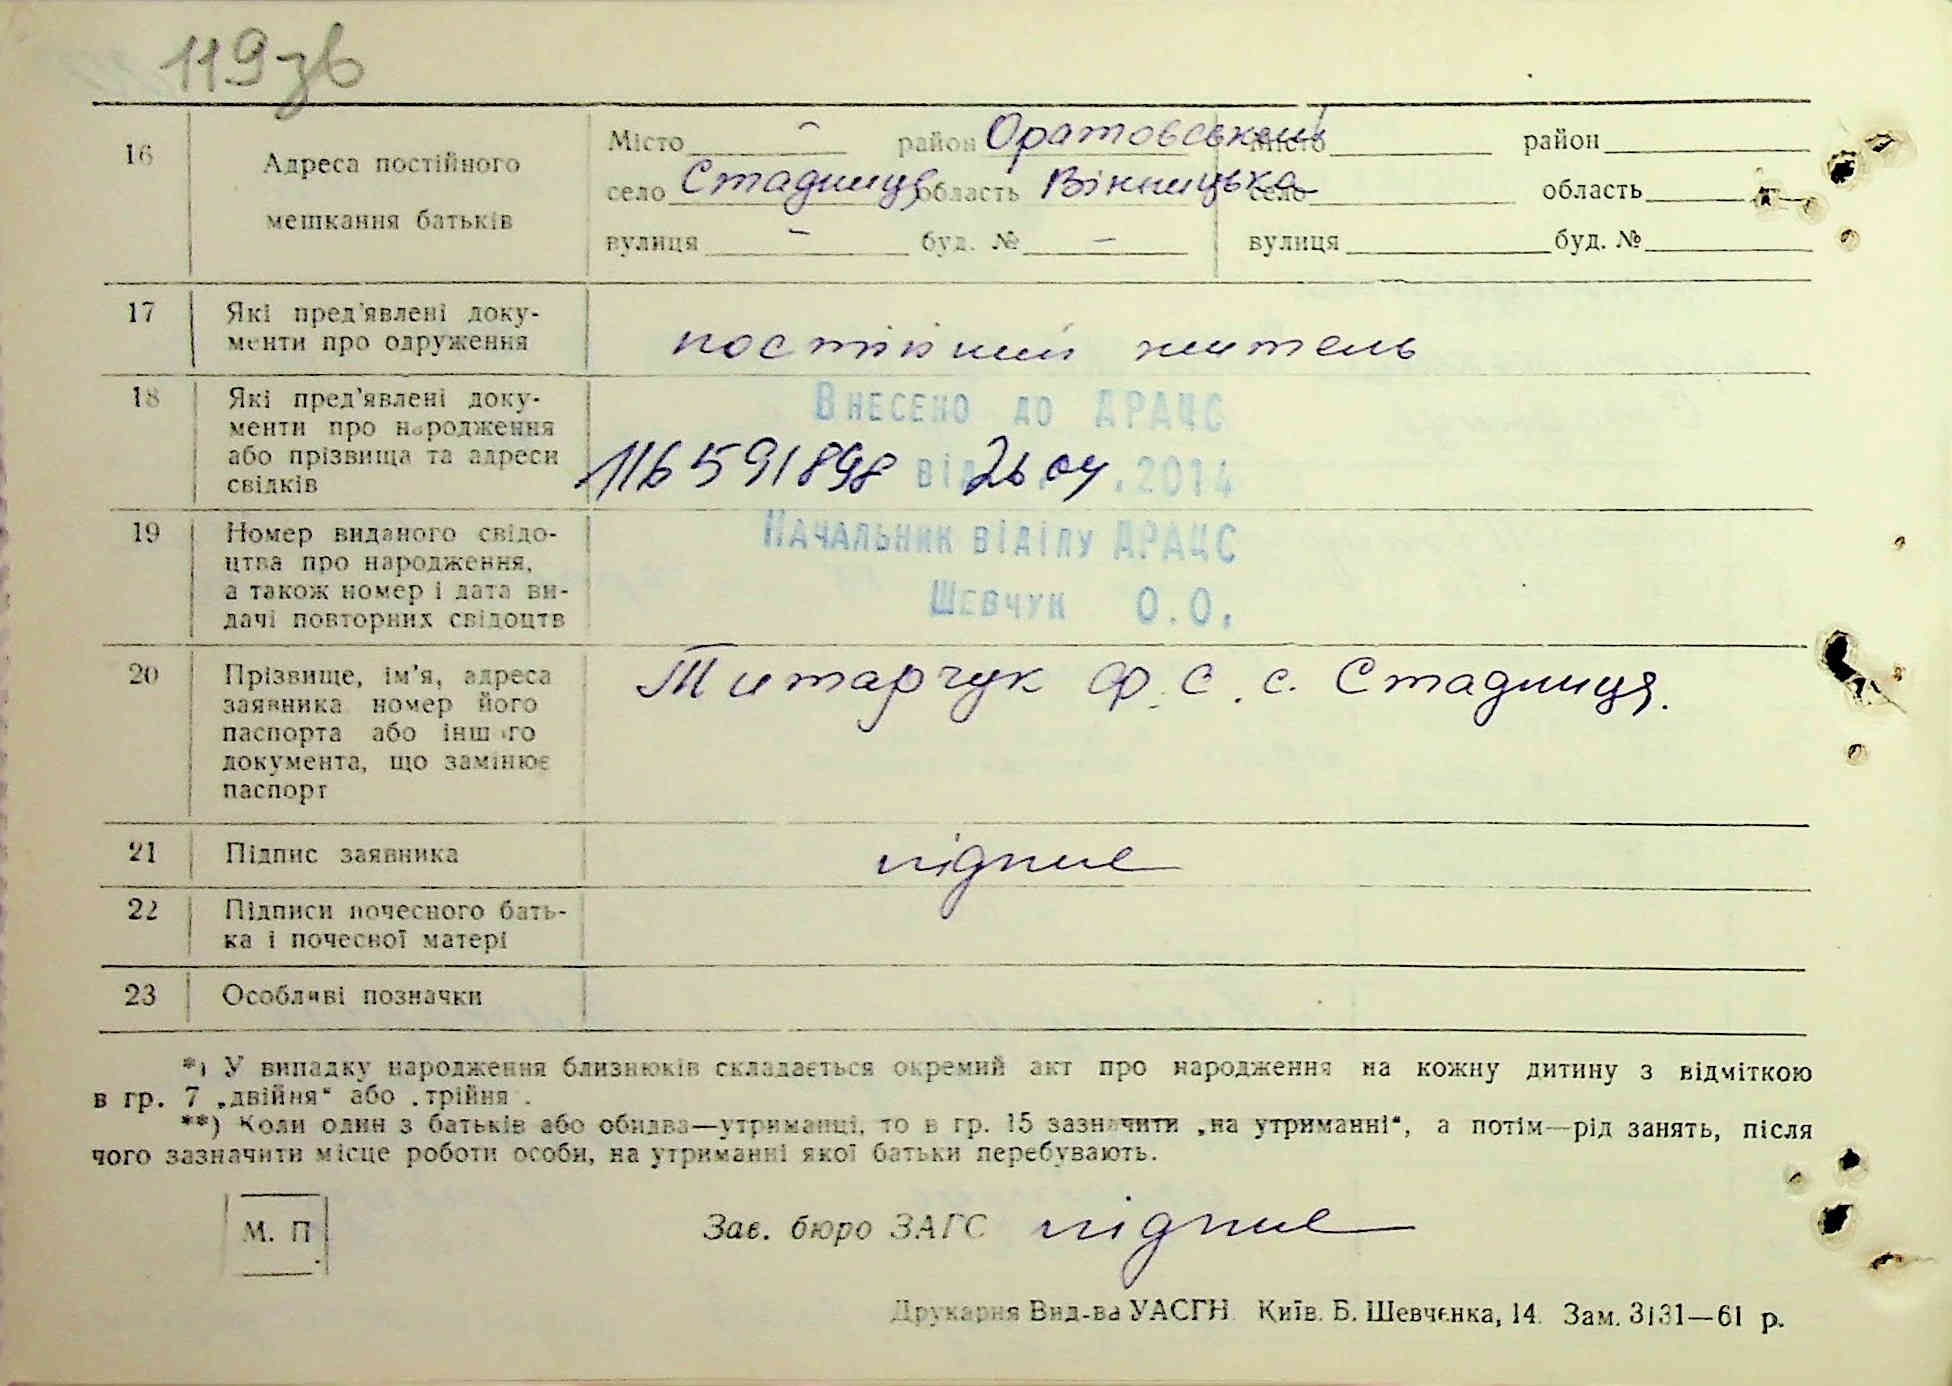 119зв
16 Адреса постійного мешкання батьків
Місто - район Оратовський місто район
село Стадниця область Вінницька село область
вулиця - буд. № - вулиця буд. №
17 Які пред'явлені доку-
менти про одруження
постійний житель
18 Які пред'явлені доку-
менти про народження
або прізвища та адреси
свідків
Внесено до ДРАЦС
116591898 від 26 04 .2014
19 Номер виданого свідо-
цтва про народження,
а також номер і дата ви-
дачі повторних свідоцтв
Начальник відділу ДРАЦС
Шевчук О.О.
20 Прізвище, ім'я, адреса
заявника номер його
паспорта або іншого
документа, що замінює
паспорт
Титарчук Ф. С. с. Стадниця.
21 Підпис заявника підпис
22 Підписи почесного бать-
ка і почесної матері
23 Особливі позначки
*) У випадку народження близнюків складається окремий акт про народження на кожну дитину з відміткою
в гр. 7 „двійня“ або „трійня“.
**) Коли один з батьків або обидва—утриманці, то в гр. 15 зазначити „на утриманні“, а потім—рід занять, після
чого зазначити місце роботи особи, на утриманні якої батьки перебувають.
М. П.
Зав. бюро ЗАГС підпис
Друкарня Вид-ва УАСГН. Київ. Б. Шевченка, 14. Зам. 3131—61 р.